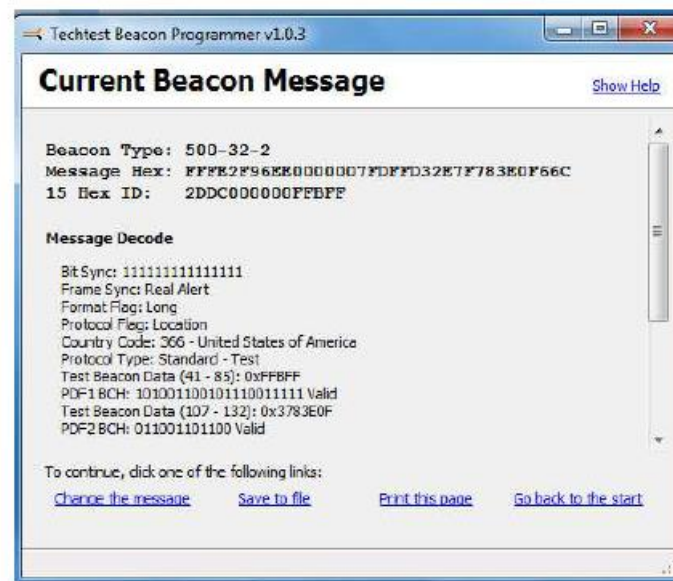 Techtest Beacon Programmer v1.0.3
Current Beacon Message
Show Help
Beacon Type: 500-32-2
Message Hex: FFFE2F96EE0000007FDFFD32E7F783E0F66C
15 Hex ID: 2DDC000000FFBFF
Message Decode
Bit Sync: 111111111111111
Frame Sync: Real Alert
Format Flag: Long
Protocol Flag: Location
Country Code: 366 - United States of America
Protocol Type: Standard - Test
Test Beacon Data (41 - 85): 0xFFBFF
PDF1 BCH: 101001100101110011111 Valid
Test Beacon Data (107 - 132): 0x3783E0F
PDF2 BCH: 011001101100 Valid
To continue, click one of the following links:
Change the message Save to file Print this page Go back to the start